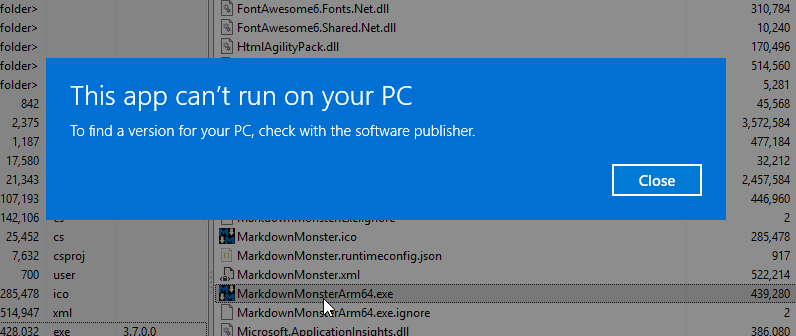 folder> FontAwesome6.Fonts.Net.dll 310,784
folder> FontAwesome6.Shared.Net.dll 10,240
folder> HtmlAgilityPack.dll 170,496
folder> 514,560
folder> 5,281
This app can't run on your PC
To find a version for your PC, check with the software publisher.
Close
842 45,568
2,375 3,572,584
1,187 477,184
17,580 32,212
21,343 2,457,584
107,193 446,960
142,106 cs MarkdownMonster.exe.ignore 2
25,452 cs MarkdownMonster.ico 285,478
7,632 csproj MarkdownMonster.runtimeconfig.json 917
700 user MarkdownMonster.xml 522,214
285,478 ico MarkdownMonsterArm64.exe 439,280
514,947 xml MarkdownMonsterArm64.exe.ignore 2
428,032 exe 3.7.0.0 Microsoft.ApplicationInsights.dll 386,080